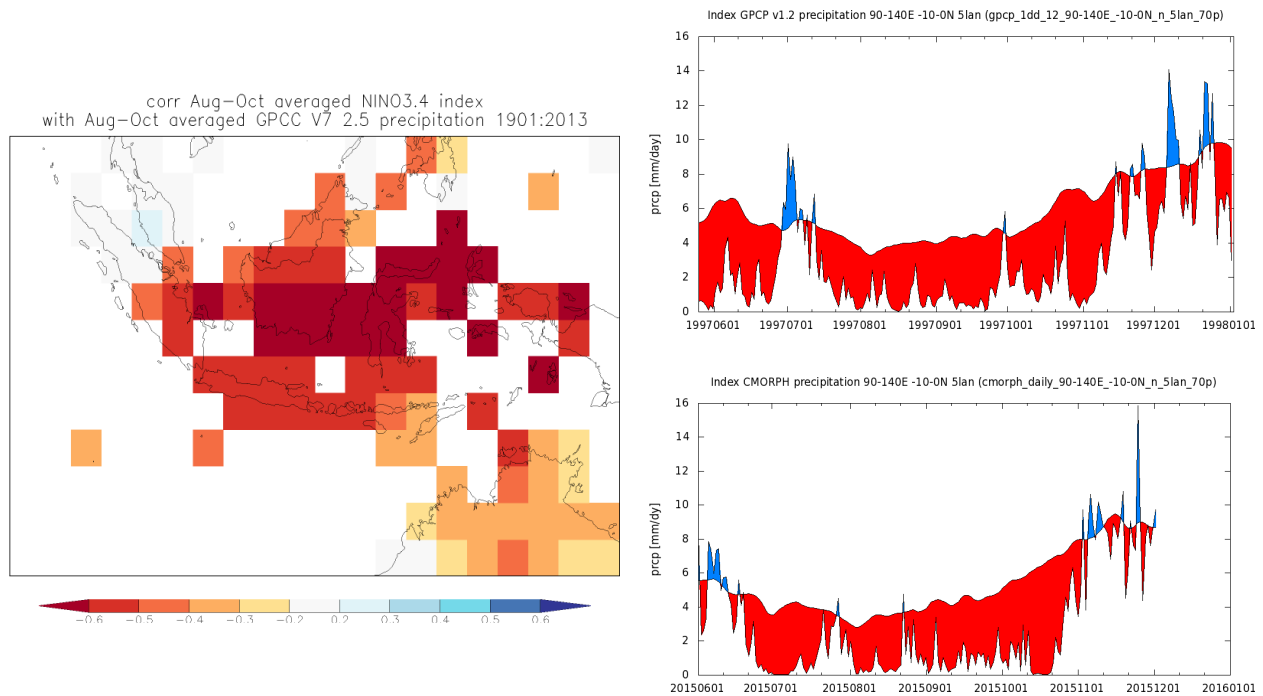 corr Aug-Oct averaged NINO3.4 index
with Aug-Oct averaged GPCC V7 2.5 precipitation 1901:2013
-0.6 -0.5 -0.4 -0.3 -0.2 0.2 0.3 0.4 0.5 0.6
Index GPCP v1.2 precipitation 90-140E -10-0N 5lan (gpcp_1dd_12_90-140E_-10-0N_n_5lan_70p)
prcp [mm/day]
16
14
12
10
8
6
4
2
0
19970601 19970701 19970801 19970901 19971001 19971101 19971201 19980101
Index CMORPH precipitation 90-140E -10-0N 5lan (cmorph_daily_90-140E_-10-0N_n_5lan_70p)
prcp [mm/dy]
16
14
12
10
8
6
4
2
0
20150601 20150701 20150801 20150901 20151001 20151101 20151201 20160101